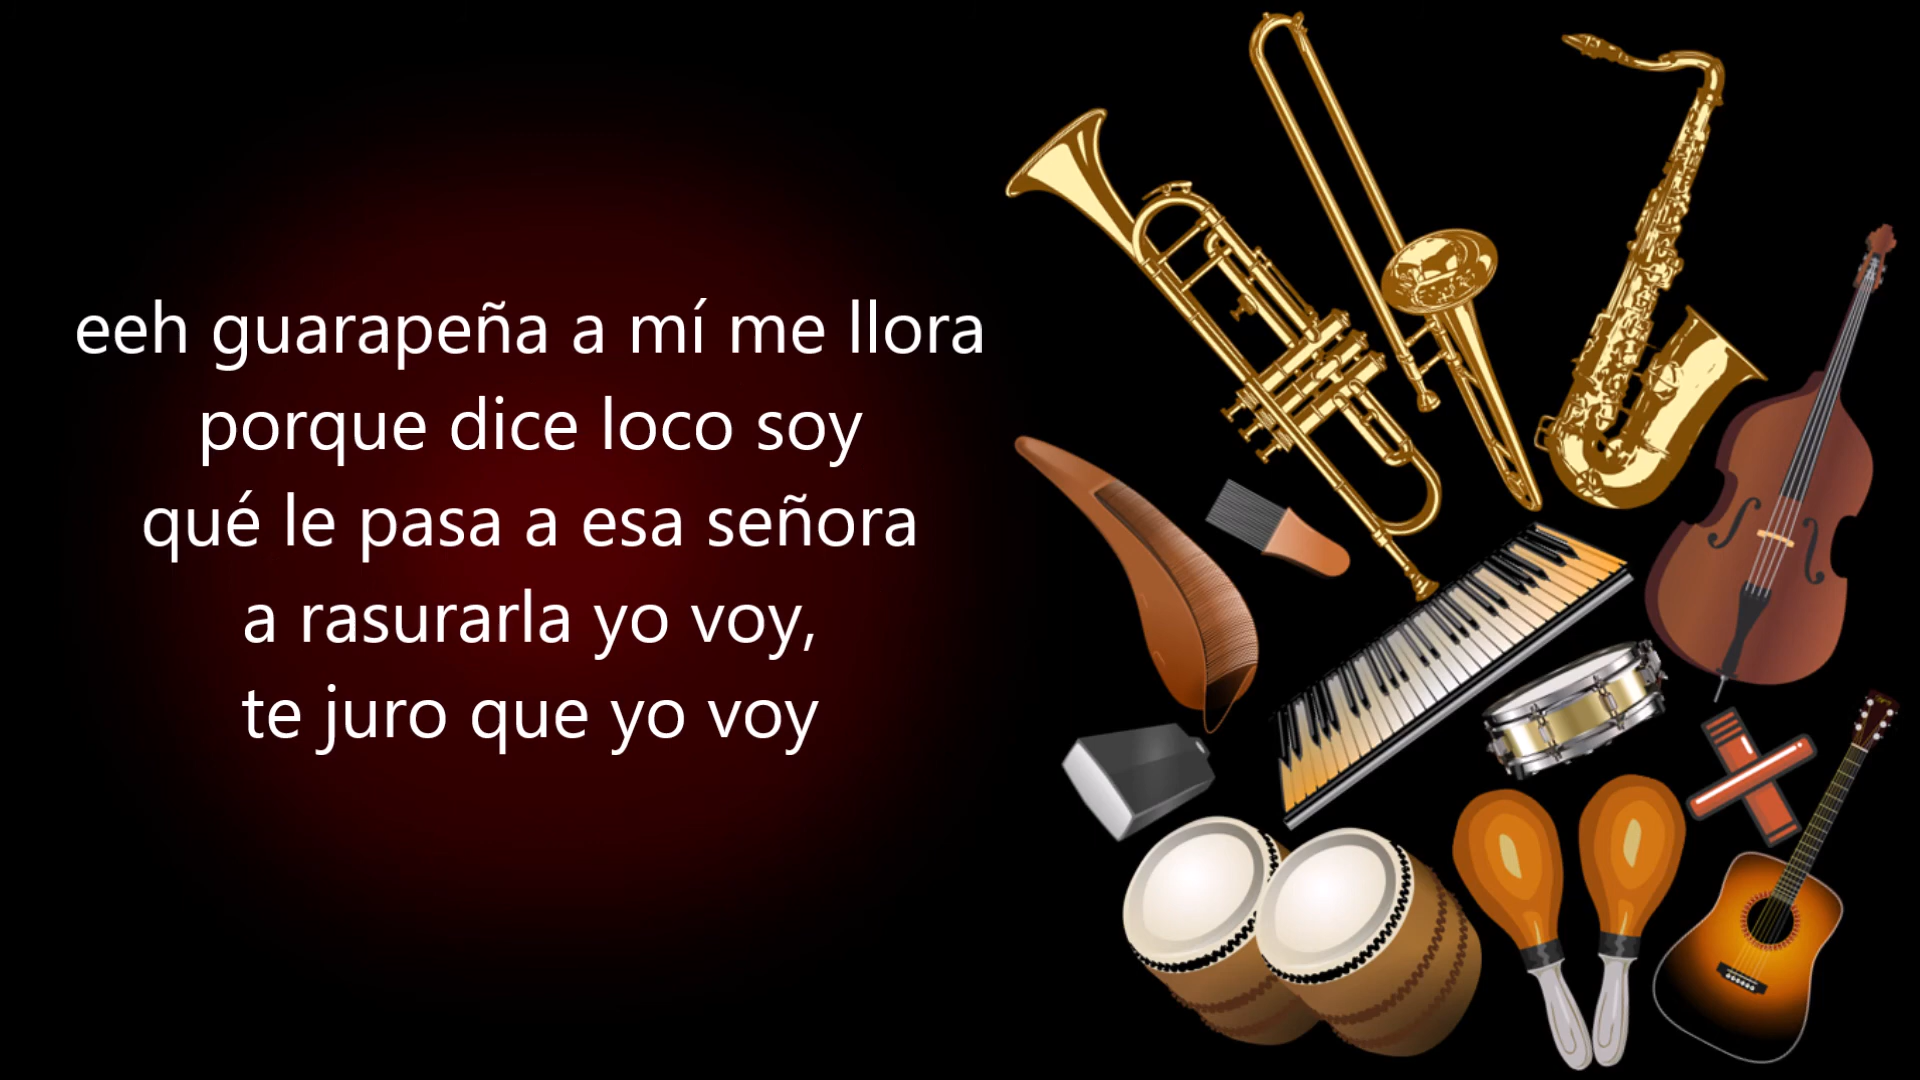 eeh guarapeña a mí me llora
porque dice loco soy
qué le pasa a esa señora
a rasurarla yo voy,
te juro que yo voy